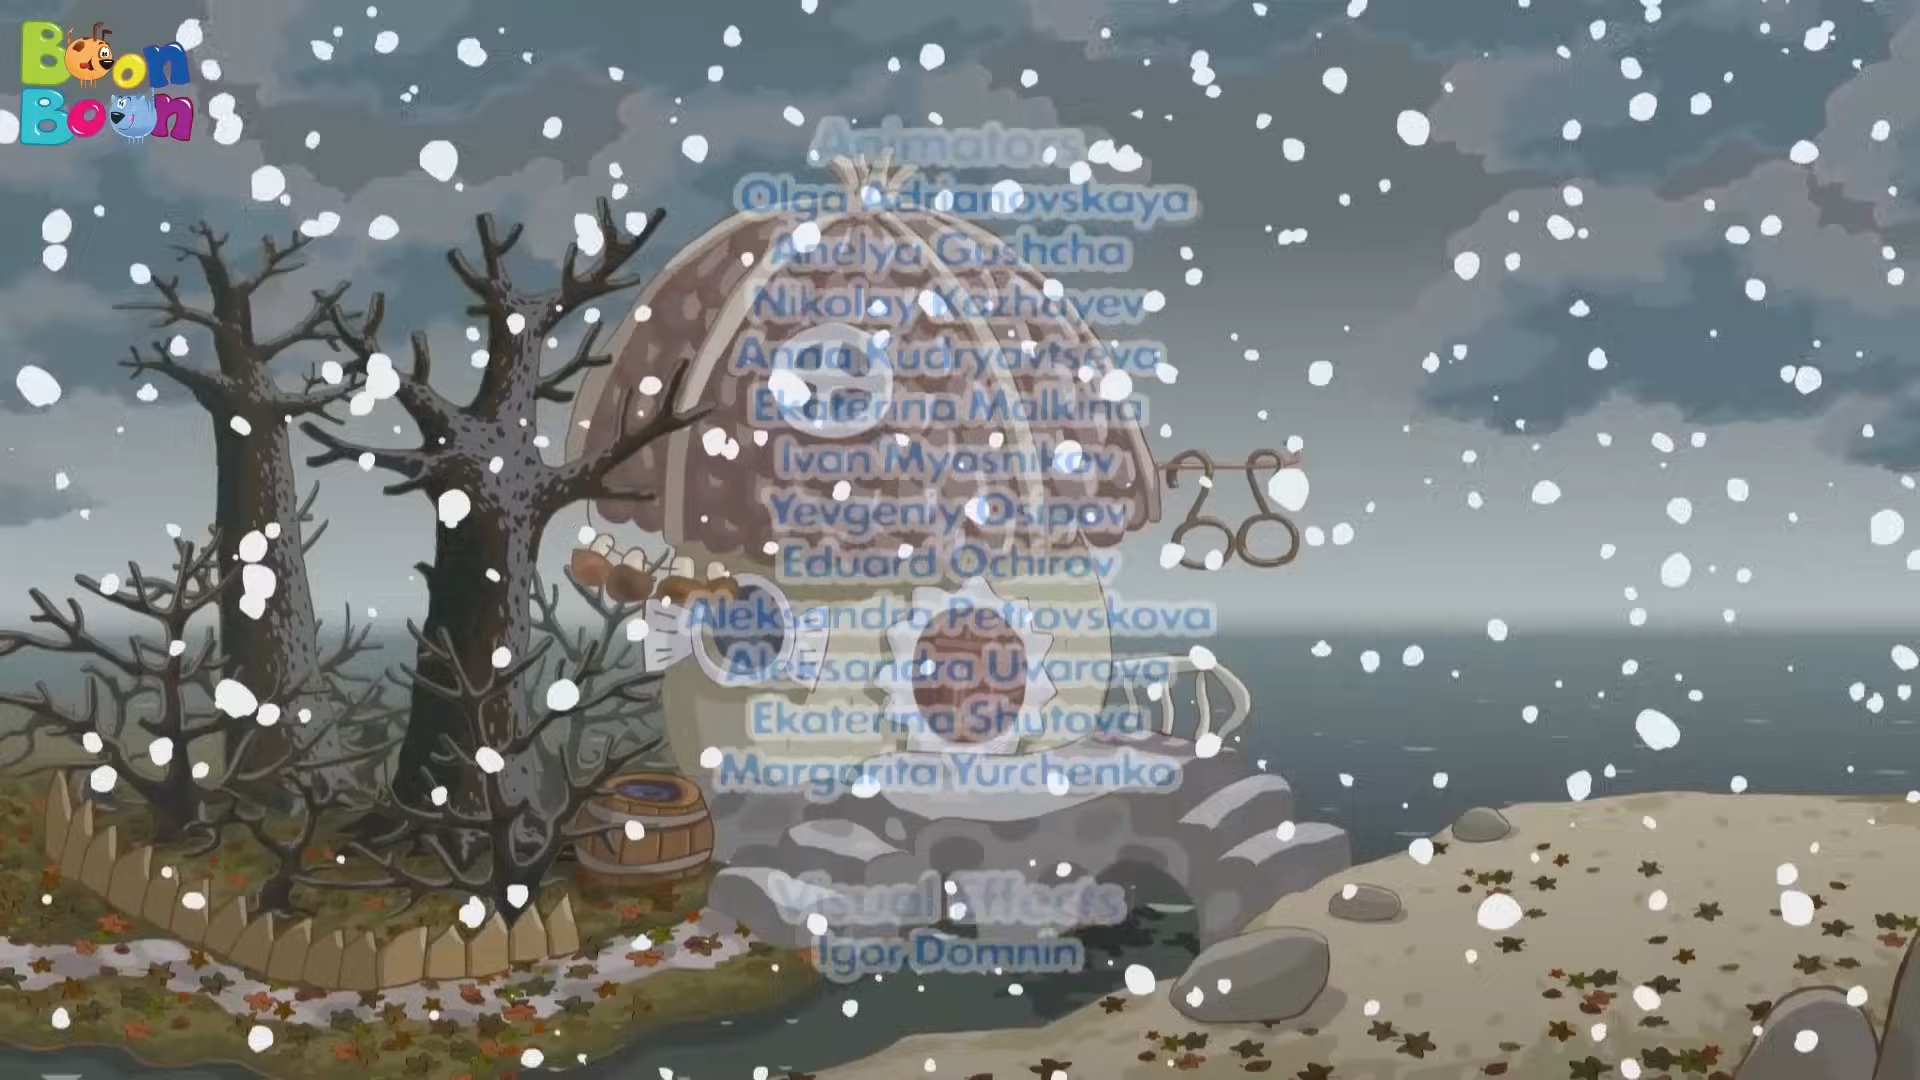 Boon
Boon
Animators
Olga Adrianovskaya
Anelya Gushcha
Nikolay Kozhayev
Anna Kudryavtseva
Ekaterina Malkina
Ivan Myasnikov
Yevgeniy Osipov
Eduard Ochirov
Aleksandra Petrovskova
Aleksandra Uvarova
Ekaterina Shutova
Margarita Yurchenko
Visual Effects
Igor Domnin